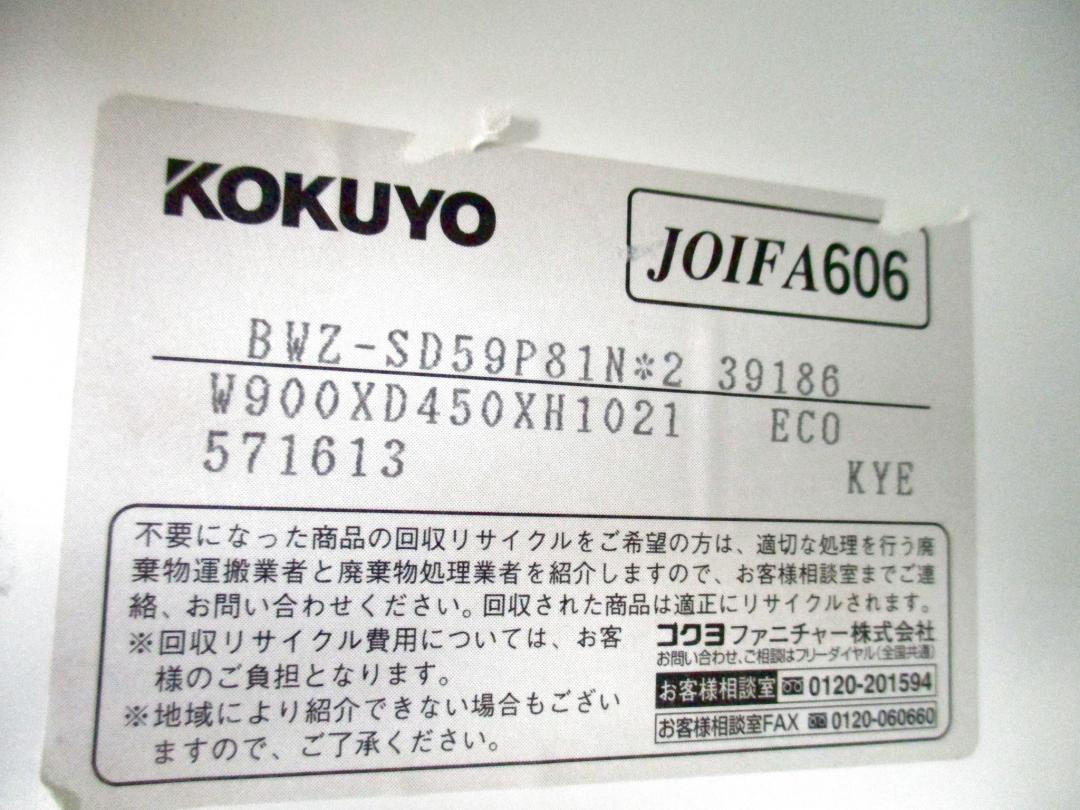 KOKUYO
JOIFA606
BWZ-SD59P81N*2 39186
W900XD450XH1021 ECO
571613 KYE
不要になった商品の回収リサイクルをご希望の方は、適切な処理を行う廃
棄物運搬業者と廃棄物処理業者を紹介しますので、お客様相談室までご連
絡、お問い合わせください。回収された商品は適正にリサイクルされます。
※回収リサイクル費用については、お客
様のご負担となります。
※地域により紹介できない場合もござい
ますので、ご了承ください。
コクヨファニチャー株式会社
お問い合わせ、ご相談はフリーダイヤル(全国共通)
お客様相談室 0120-201594
お客様相談室FAX 0120-060660